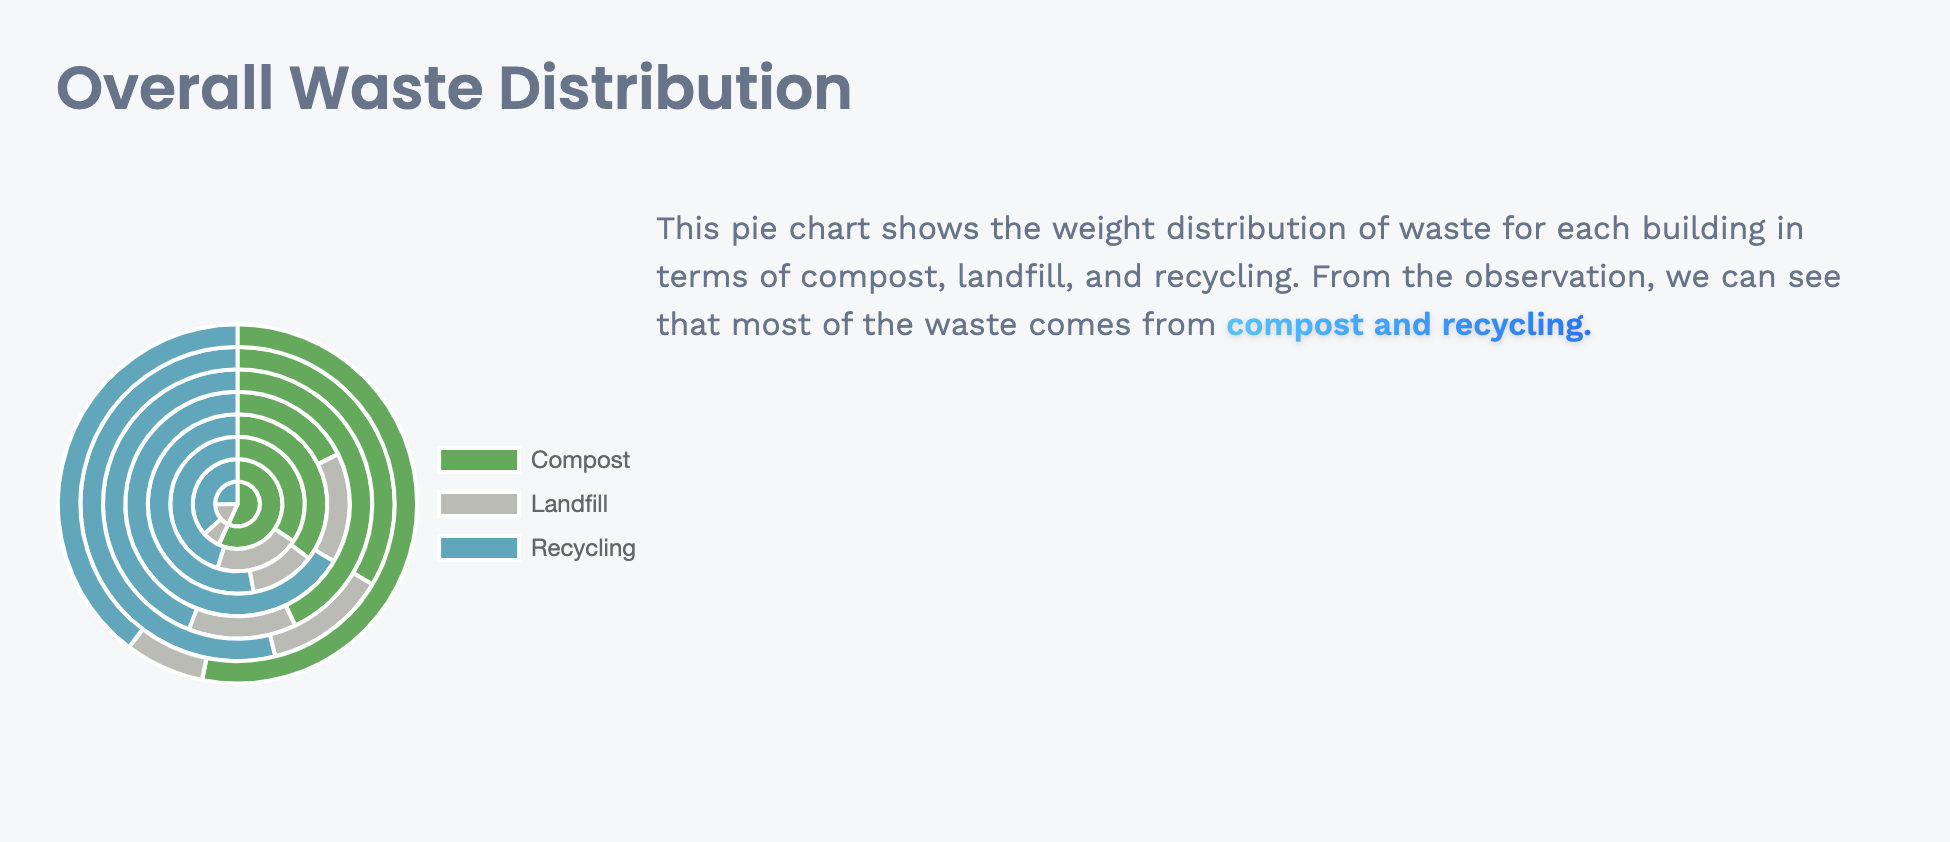 Overall Waste Distribution
This pie chart shows the weight distribution of waste for each building in
terms of compost, landfill, and recycling. From the observation, we can see
that most of the waste comes from compost and recycling.
Compost
Landfill
Recycling